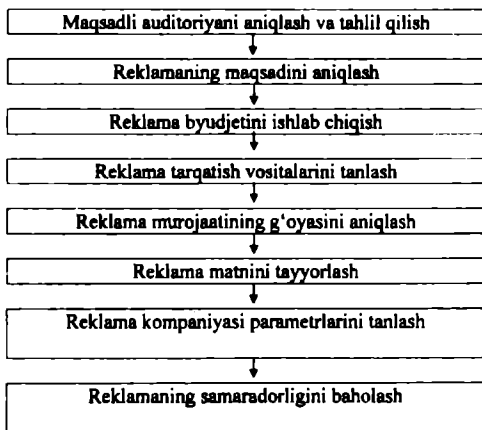 Maqsadli auditoriyani aniqlash va tahlil qilish
Reklamaning maqsadini aniqlash
Reklama byudjetini ishlab chiqish
Reklama tarqatish vositalarini tanlash
Reklama murojaatining g‘oyasini aniqlash
Reklama matnini tayyorlash
Reklama kompaniyasi parametrlarini tanlash
Reklamaning samaradorligini baholash